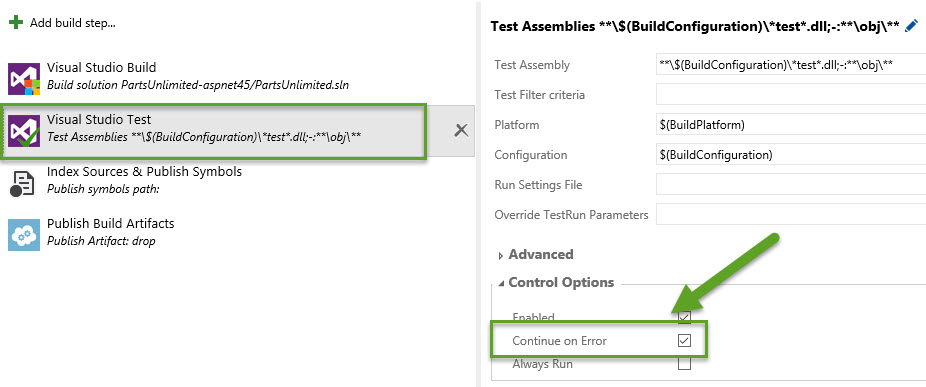 Add build step...
Visual Studio Build
Build solution PartsUnlimited-aspnet45/PartsUnlimited.sln
Visual Studio Test
Test Assemblies **\$(BuildConfiguration)\*test*.dll;-:**\obj\**
Index Sources & Publish Symbols
Publish symbols path:
Publish Build Artifacts
Publish Artifact: drop
Test Assemblies **\$(BuildConfiguration)\*test*.dll;-:**\obj\**
Test Assembly **\$(BuildConfiguration)\*test*.dll;-:**\obj\**
Test Filter criteria
Platform $(BuildPlatform)
Configuration $(BuildConfiguration)
Run Settings File
Override TestRun Parameters
Advanced
Control Options
Enabled
Continue on Error
Always Run